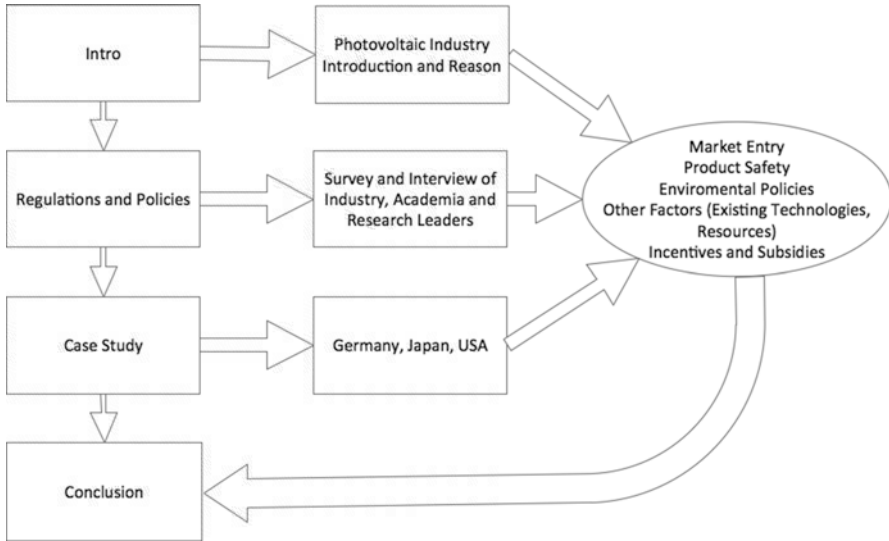 Intro
Photovoltaic Industry
Introduction and Reason
Regulations and Policies
Survey and Interview of
Industry, Academia and
Research Leaders
Market Entry
Product Safety
Enviromental Policies
Other Factors (Existing Technologies,
Resources)
Incentives and Subsidies
Case Study
Germany, Japan, USA
Conclusion